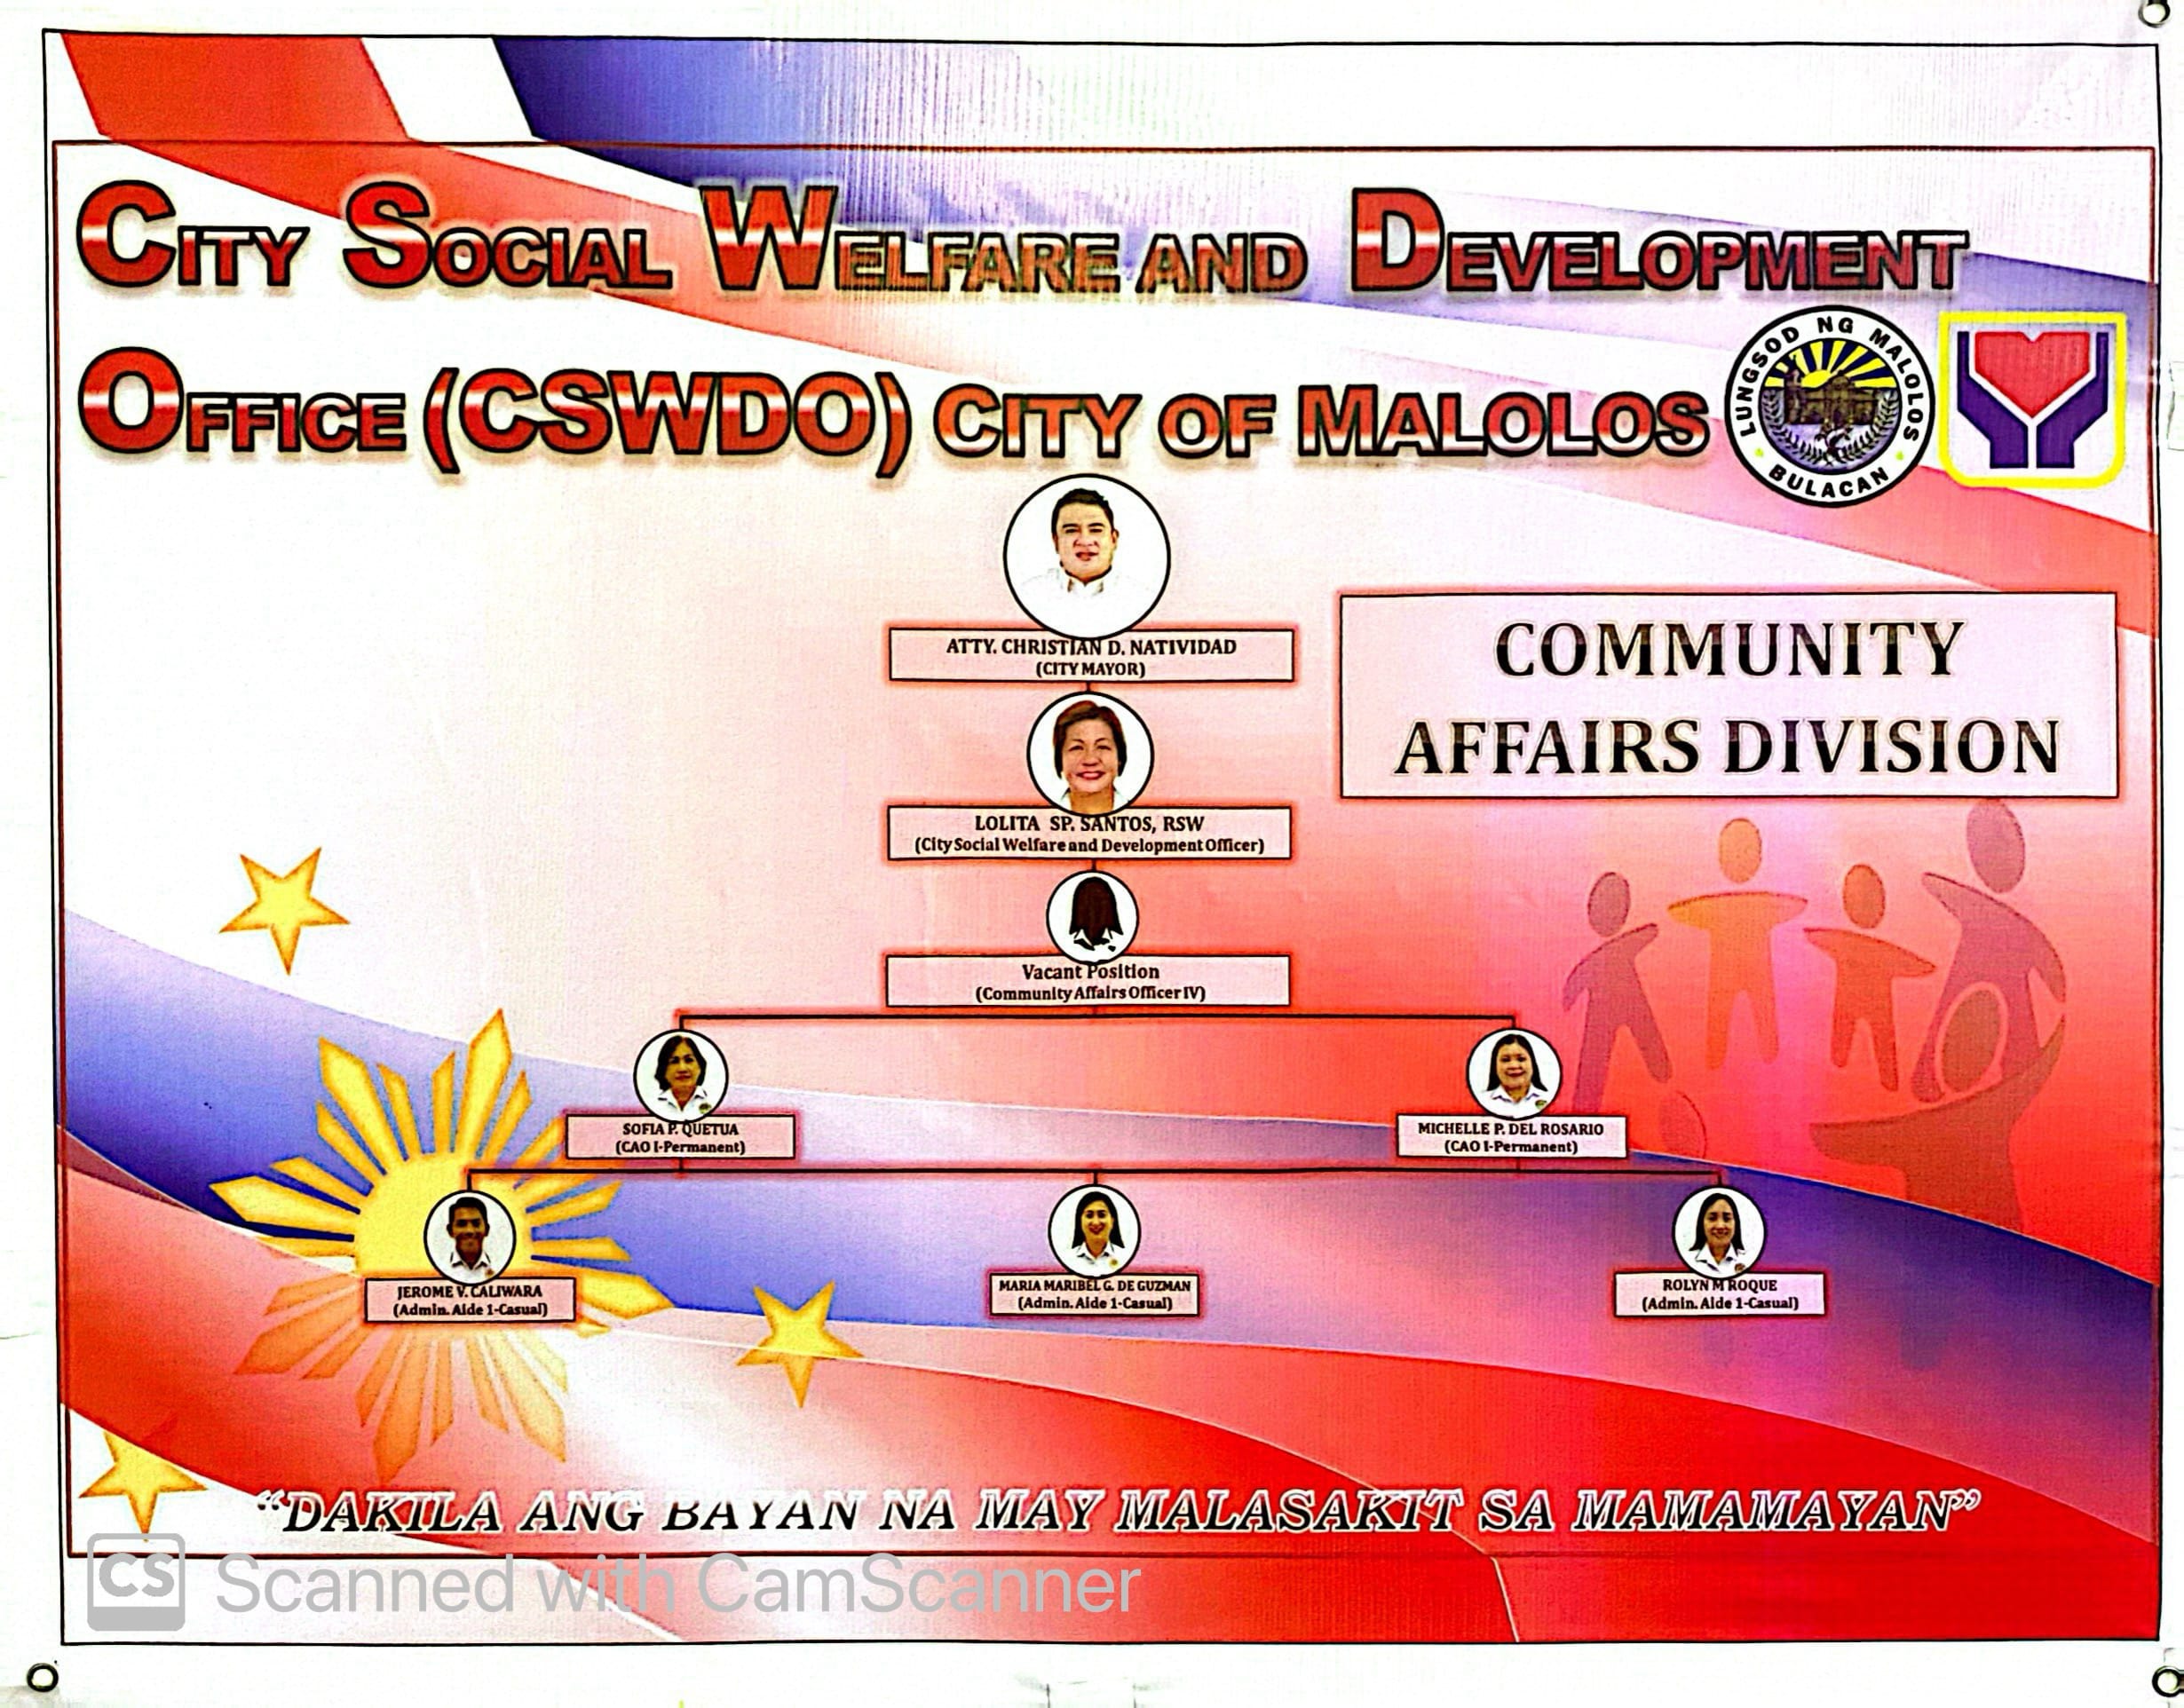 CITY SOCIAL WELFARE AND DEVELOPMENT
OFFICE (CSWDO) CITY OF MALOLOS
LUNGSOD NG MALOLOS
BULACAN
ATTY. CHRISTIAN D. NATIVIDAD
(CITY MAYOR)
COMMUNITY
AFFAIRS DIVISION
LOLITA SP. SANTOS, RSW
(City Social Welfare and Development Officer)
Vacant Position
(Community Affairs Officer IV)
SOFIA P. QUETUA
(CAO I-Permanent)
MICHELLE P. DEL ROSARIO
(CAO I-Permanent)
JEROME V. CALIWARA
(Admin. Aide 1-Casual)
MARIA MARIBEL G. DE GUZMAN
(Admin. Aide 1-Casual)
ROLYN M ROQUE
(Admin. Aide 1-Casual)
“DAKILA ANG BAYAN NA MAY MALASAKIT SA MAMAMAYAN”
CS Scanned with CamScanner